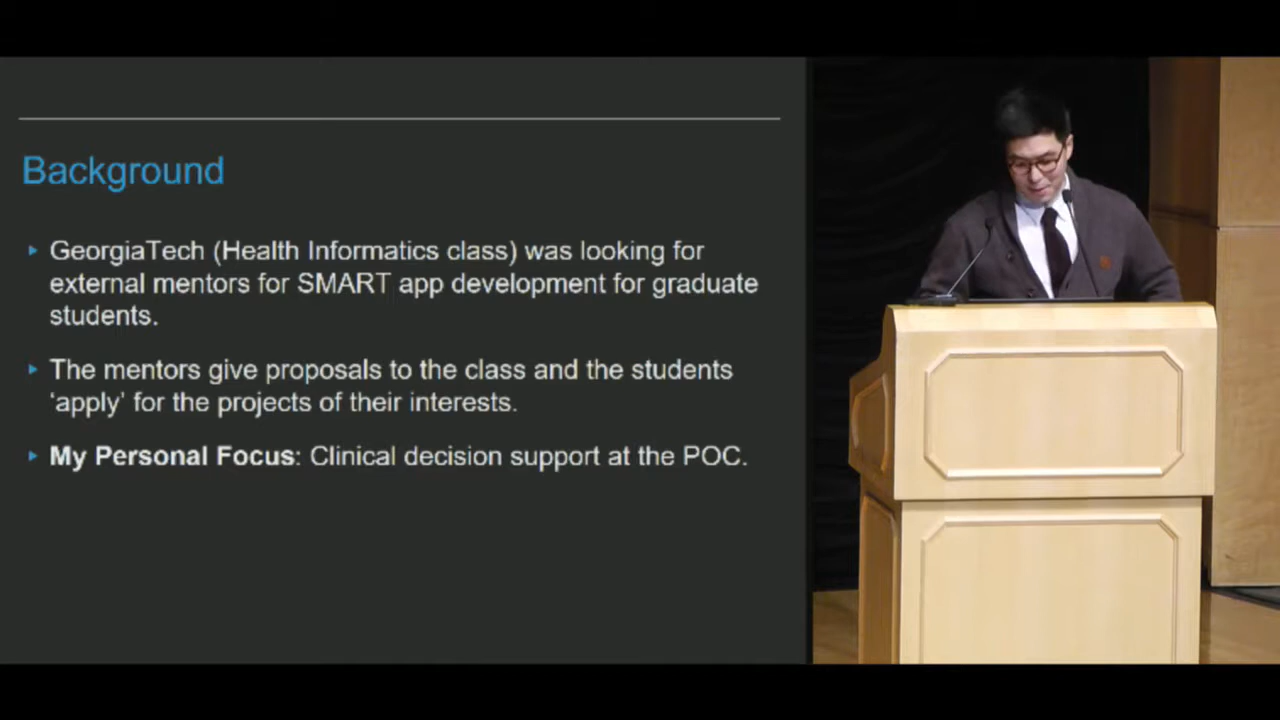 Background
GeorgiaTech (Health Informatics class) was looking for
external mentors for SMART app development for graduate
students.
The mentors give proposals to the class and the students
‘apply’ for the projects of their interests.
My Personal Focus: Clinical decision support at the POC.